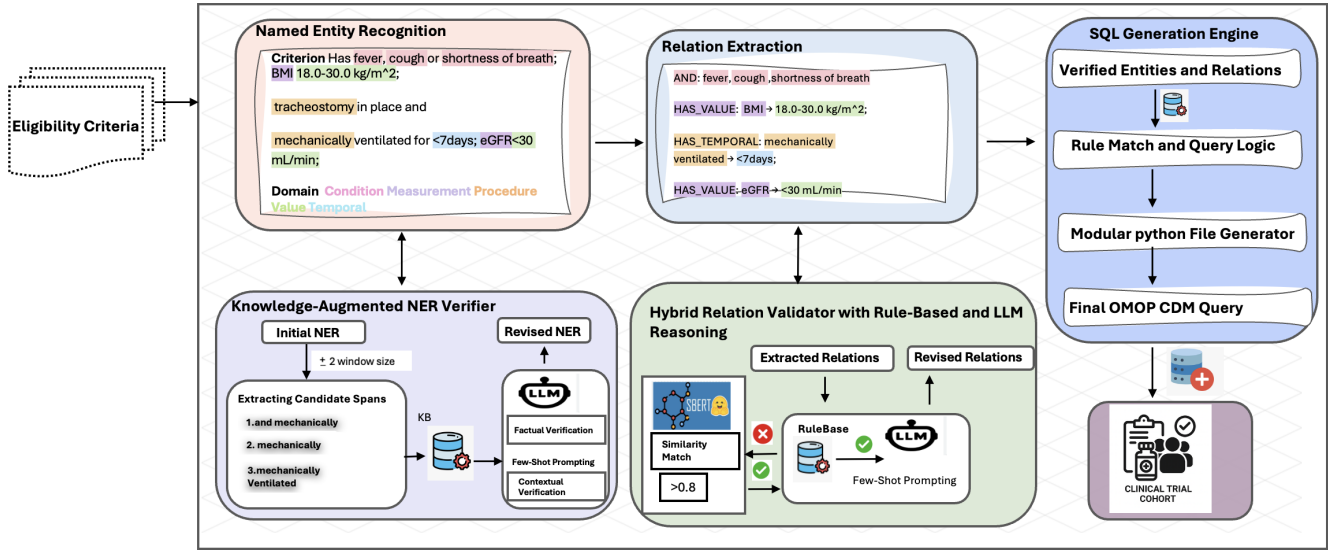 Eligibility Criteria
Named Entity Recognition
Criterion Has fever, cough or shortness of breath;
BMI 18.0-30.0 kg/m^2;
tracheostomy in place and
mechanically ventilated for <7days; eGFR<30
mL/min;
Domain Condition Measurement Procedure
Value Temporal
Relation Extraction
AND: fever, cough ,shortness of breath
HAS_VALUE: BMI→ 18.0-30.0 kg/m^2;
HAS_TEMPORAL: mechanically
ventilated → <7days;
HAS_VALUE: eGFR→ <30 mL/min
SQL Generation Engine
Verified Entities and Relations
Rule Match and Query Logic
Modular python File Generator
Final OMOP CDM Query
CLINICAL TRIAL
COHORT
Knowledge-Augmented NER Verifier
Initial NER
± 2 window size
Extracting Candidate Spans
1.and mechanically
2. mechanically
3.mechanically
Ventilated
KB
Revised NER
LLM
Factual Verification
Few-Shot Prompting
Contextual
Verification
Hybrid Relation Validator with Rule-Based and LLM
Reasoning
Extracted Relations
Revised Relations
SBERT
Similarity
Match
>0.8
RuleBase
LLM
Few-Shot Prompting